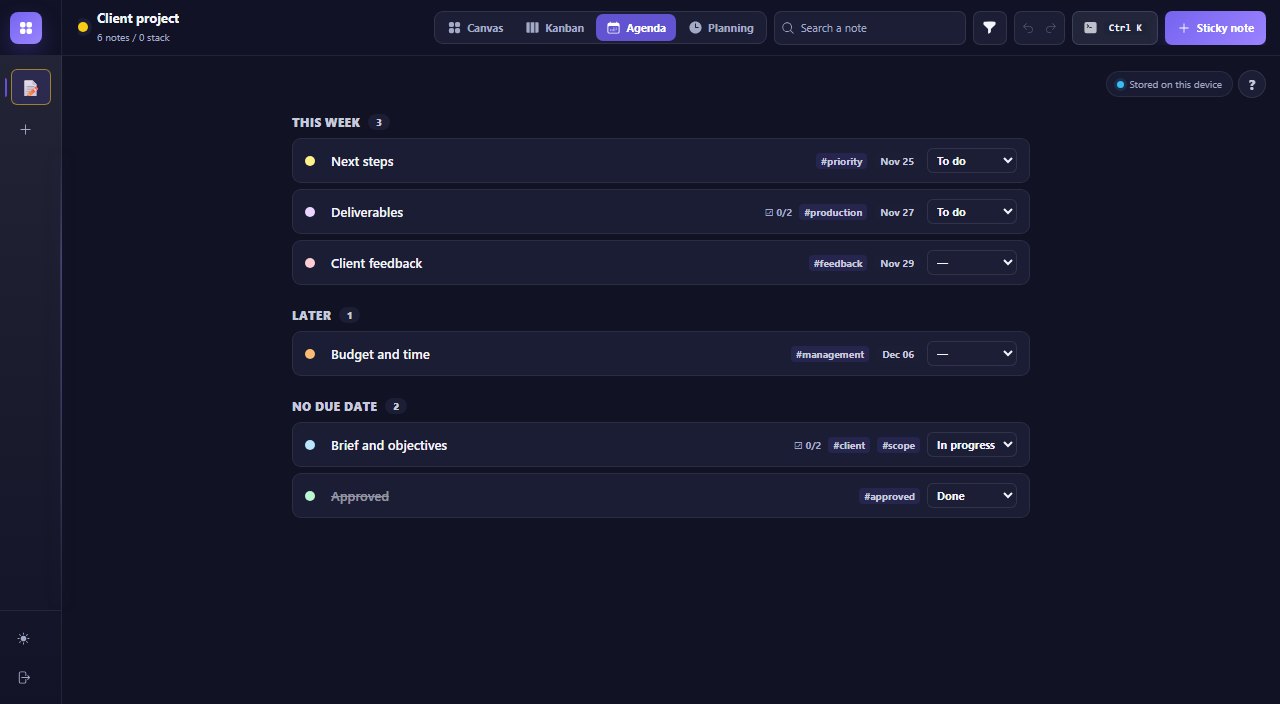 Client project
6 notes / 0 stack
Canvas Kanban Agenda Planning
Search a note
Ctrl K
+ Sticky note
Stored on this device
?
THIS WEEK 3
Next steps #priority Nov 25 To do
Deliverables ☑ 0/2 #production Nov 27 To do
Client feedback #feedback Nov 29 —
LATER 1
Budget and time #management Dec 06 —
NO DUE DATE 2
Brief and objectives ☑ 0/2 #client #scope In progress
Approved #approved Done